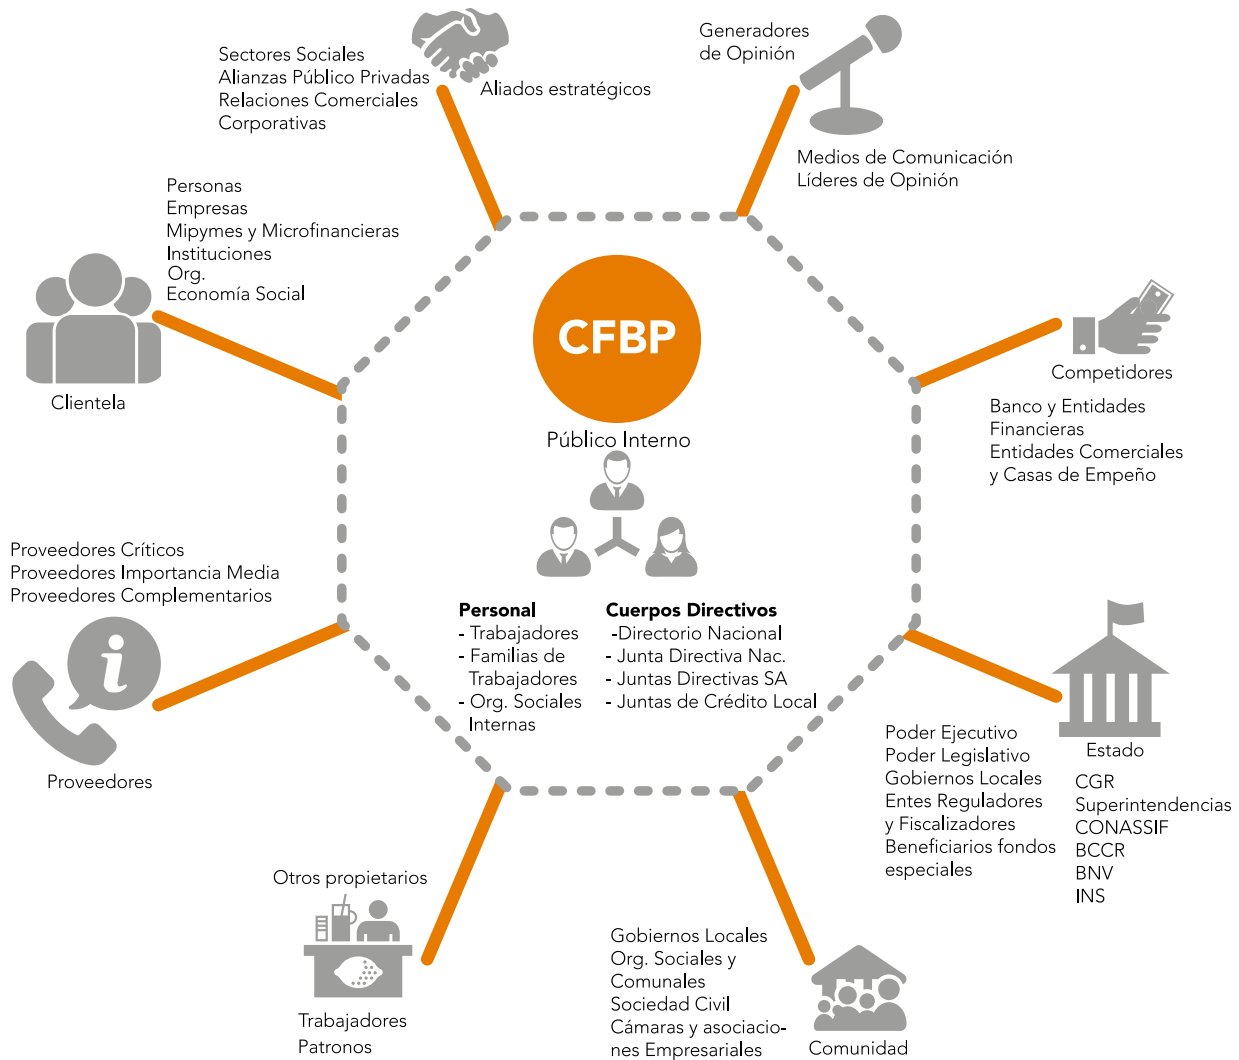 Sectores Sociales
Alianzas Público Privadas
Relaciones Comerciales
Corporativas
Aliados estratégicos
Generadores
de Opinión
Medios de Comunicación
Líderes de Opinión
Personas
Empresas
Mipymes y Microfinancieras
Instituciones
Org.
Economía Social
Clientela
CFBP
Público Interno
Competidores
Banco y Entidades
Financieras
Entidades Comerciales
y Casas de Empeño
Proveedores Críticos
Proveedores Importancia Media
Proveedores Complementarios
i
Proveedores
Personal
- Trabajadores
- Familias de
Trabajadores
- Org. Sociales
Internas
Cuerpos Directivos
-Directorio Nacional
- Junta Directiva Nac.
- Juntas Directivas SA
- Juntas de Crédito Local
Estado
Poder Ejecutivo
Poder Legislativo
Gobiernos Locales
Entes Reguladores
y Fiscalizadores
Beneficiarios fondos
especiales
CGR
Superintendencias
CONASSIF
BCCR
BNV
INS
Otros propietarios
Trabajadores
Patronos
Gobiernos Locales
Org. Sociales y
Comunales
Sociedad Civil
Cámaras y asociacio-
nes Empresariales
Comunidad